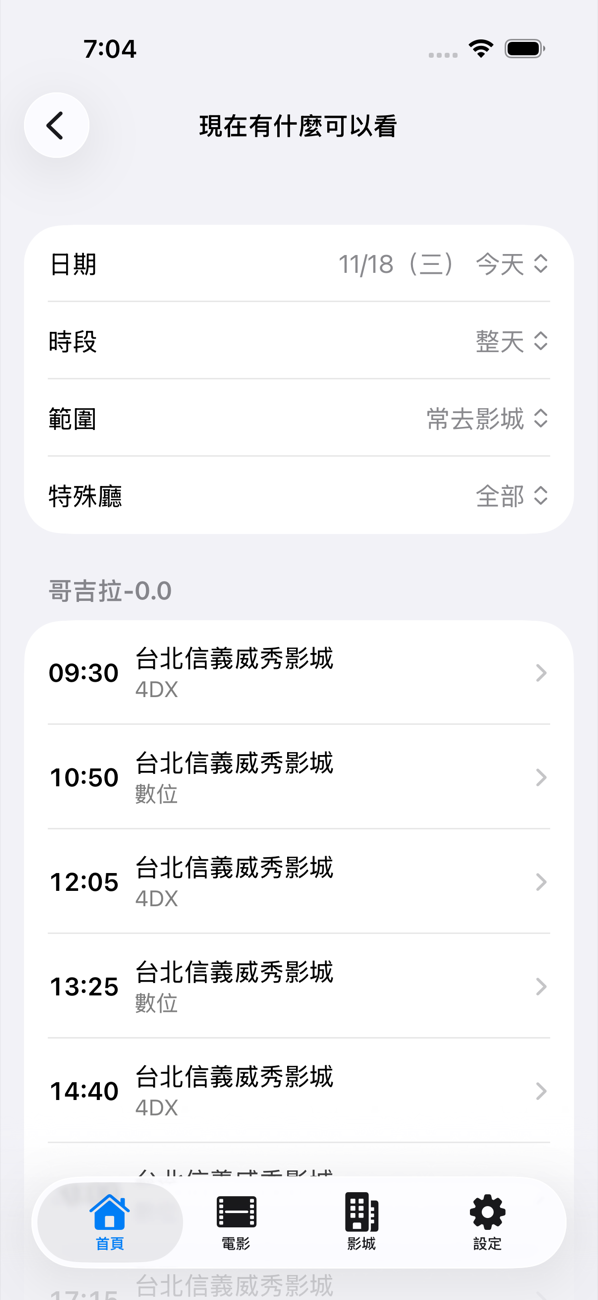 7:04
現在有什麼可以看
日期
11/18（三） 今天
時段
整天
範圍
常去影城
特殊廳
全部
哥吉拉-0.0
09:30
台北信義威秀影城
4DX
10:50
台北信義威秀影城
數位
12:05
台北信義威秀影城
4DX
13:25
台北信義威秀影城
數位
14:40
台北信義威秀影城
4DX
首頁
電影
影城
設定
17:15
台北信義威秀影城